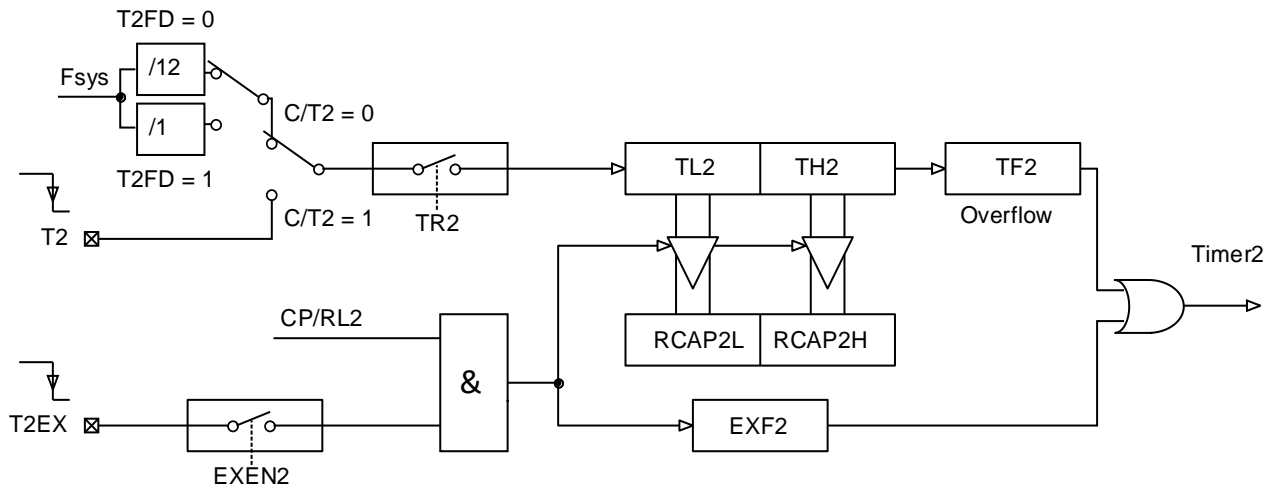 T2FD = 0
/12
Fsys
C/T2 = 0
/1
TL2
TH2
TF2
T2FD = 1
C/T2 = 1
TR2
Overflow
T2
Timer2
CP/RL2
RCAP2L
RCAP2H
&
T2EX
EXF2
EXEN2